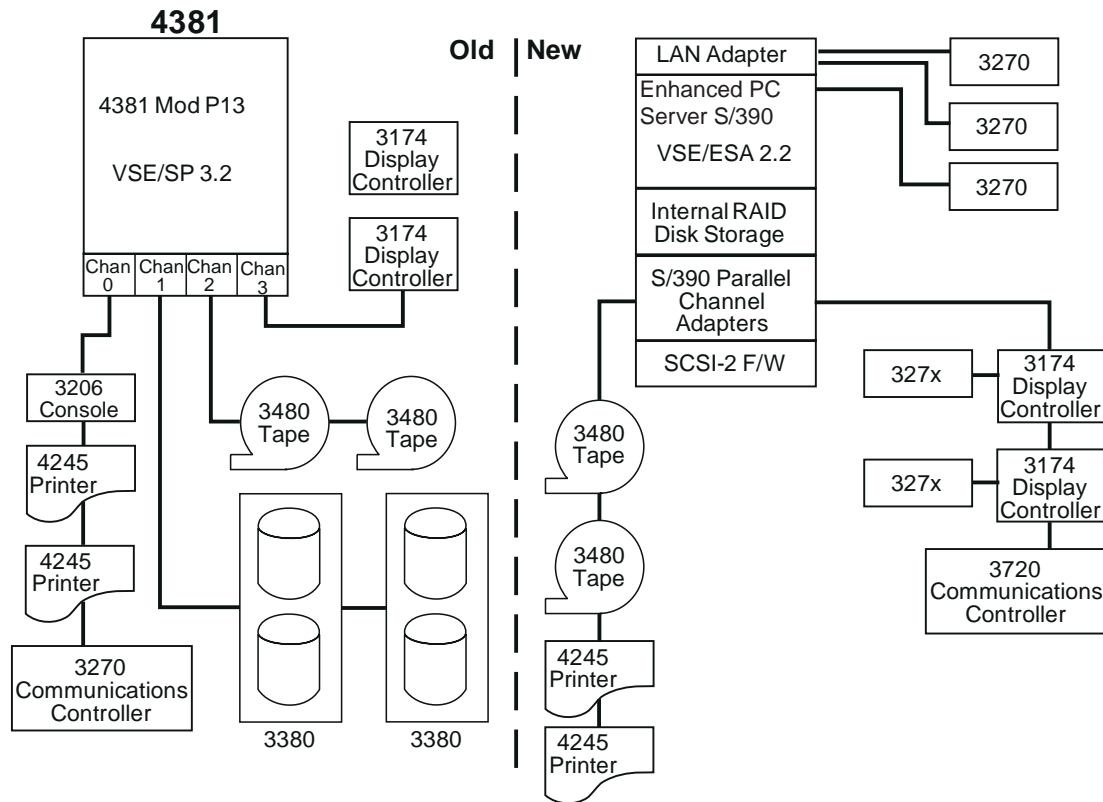 4381
Old
New
4381 Mod P13
VSE/SP 3.2
Chan
0
Chan
1
Chan
2
Chan
3
3174
Display
Controller
3174
Display
Controller
3206
Console
4245
Printer
4245
Printer
3270
Communications
Controller
3480
Tape
3480
Tape
3380
3380
LAN Adapter
Enhanced PC
Server S/390
VSE/ESA 2.2
Internal RAID
Disk Storage
S/390 Parallel
Channel
Adapters
SCSI-2 F/W
3270
3270
3270
327x
3174
Display
Controller
327x
3174
Display
Controller
3720
Communications
Controller
3480
Tape
3480
Tape
4245
Printer
4245
Printer